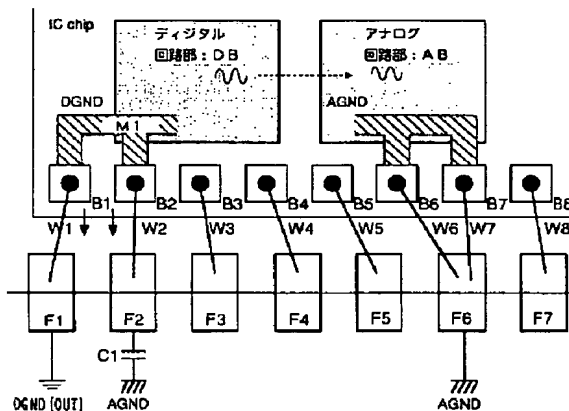 IC chip
ディジタル
回路部：DB
アナログ
回路部：AB
DGND
M1
AGND
B1
B2
B3
B4
B5
B6
B7
B8
W1
W2
W3
W4
W5
W6
W7
W8
F1
F2
F3
F4
F5
F6
F7
C1
DGND[OUT]
AGND
AGND